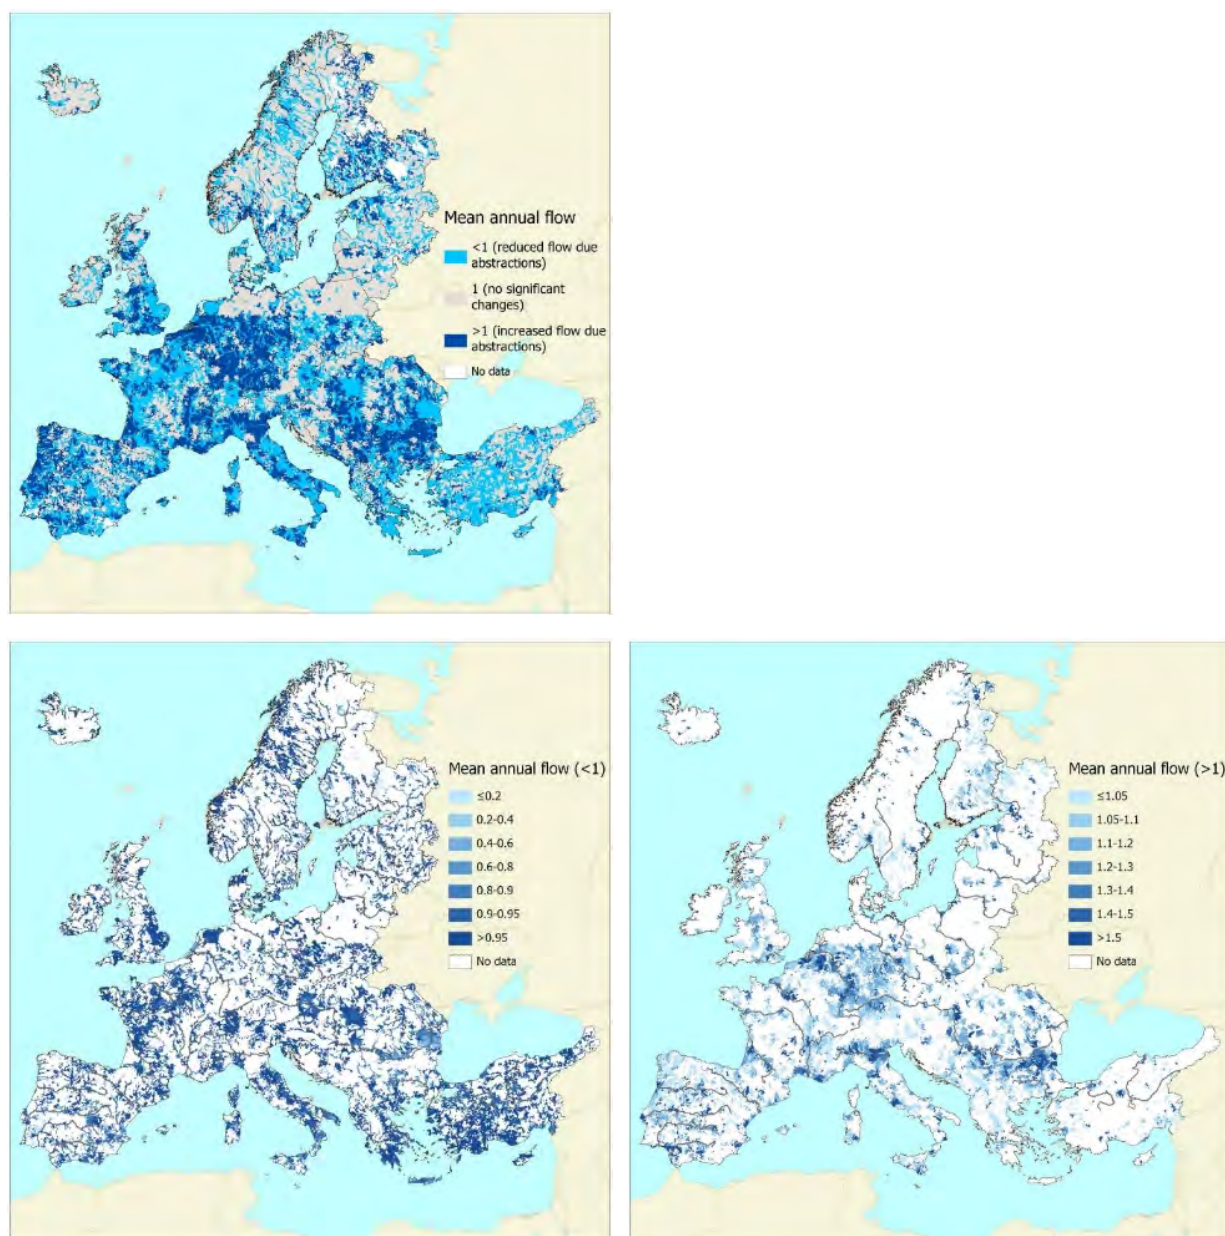 Mean annual flow
<1 (reduced flow due
abstractions)
1 (no significant
changes)
>1 (increased flow due
abstractions)
No data
Mean annual flow (<1)
≤0.2
0.2-0.4
0.4-0.6
0.6-0.8
0.8-0.9
0.9-0.95
>0.95
No data
Mean annual flow (>1)
≤1.05
1.05-1.1
1.1-1.2
1.2-1.3
1.3-1.4
1.4-1.5
>1.5
No data